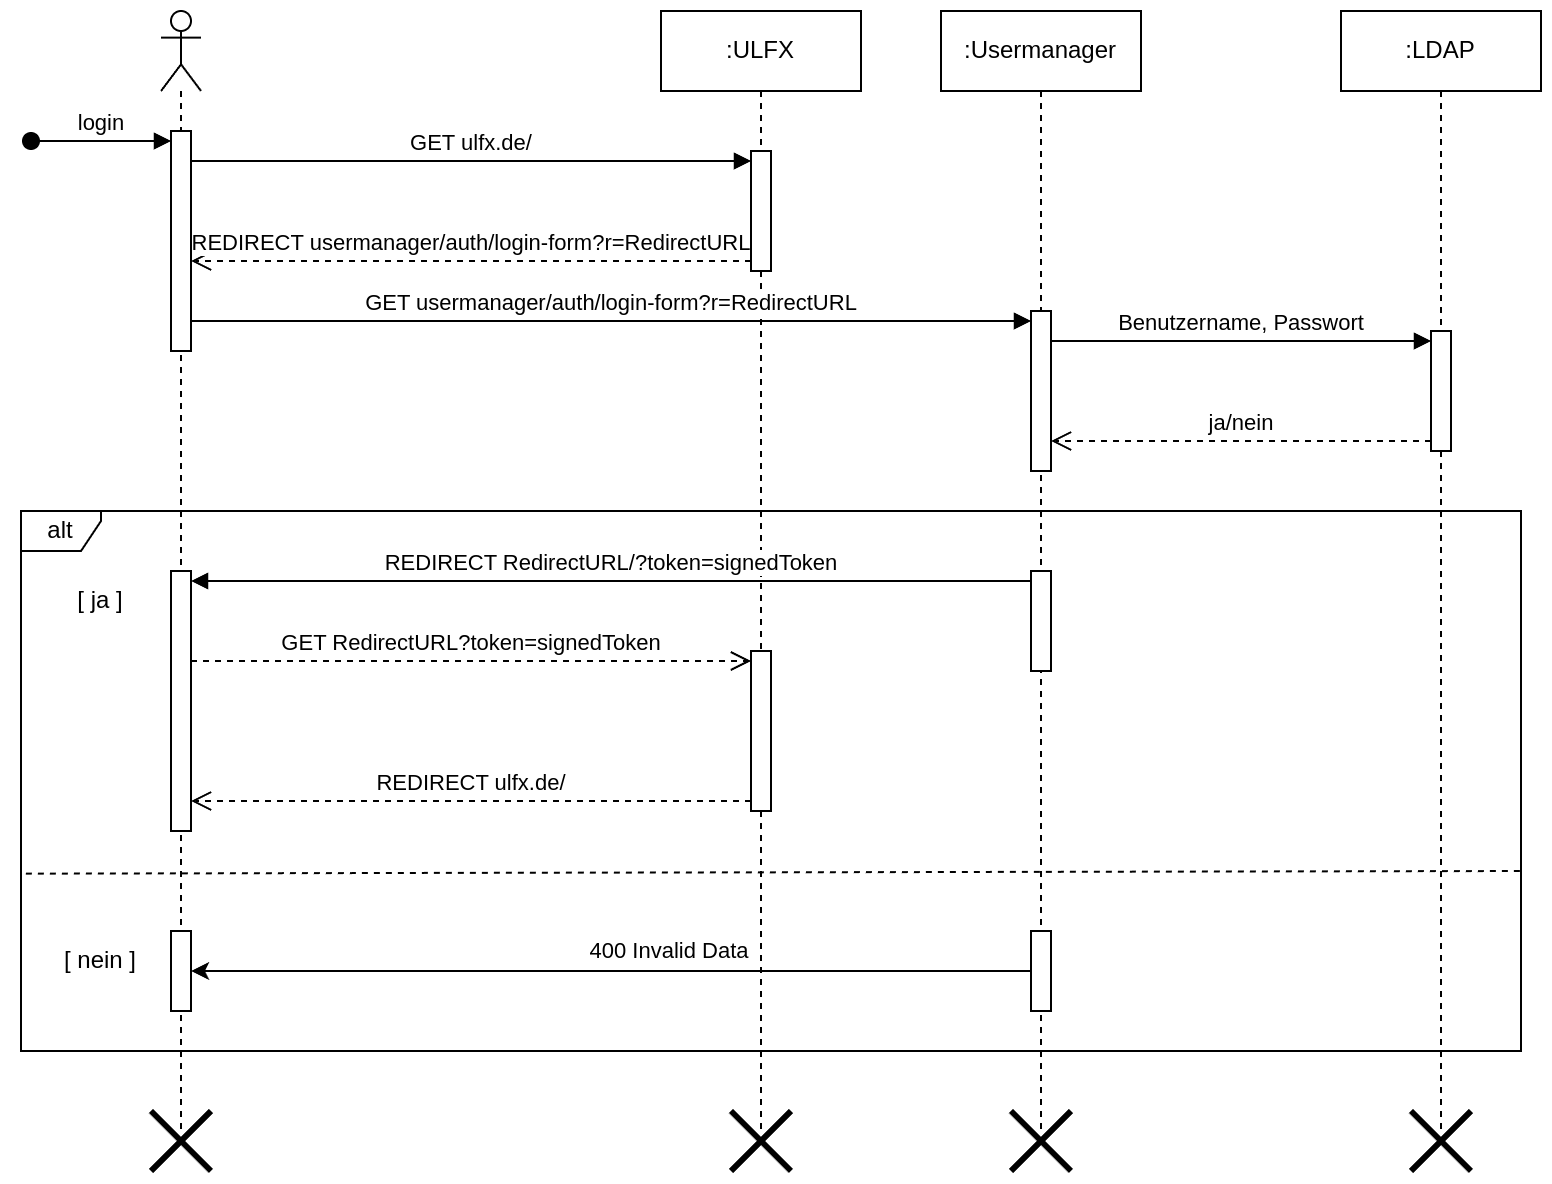 :ULFX
:Usermanager
:LDAP
login
GET ulfx.de/
REDIRECT usermanager/auth/login-form?r=RedirectURL
GET usermanager/auth/login-form?r=RedirectURL
Benutzername, Passwort
ja/nein
alt
REDIRECT RedirectURL/?token=signedToken
[ ja ]
GET RedirectURL?token=signedToken
REDIRECT ulfx.de/
[ nein ]
400 Invalid Data